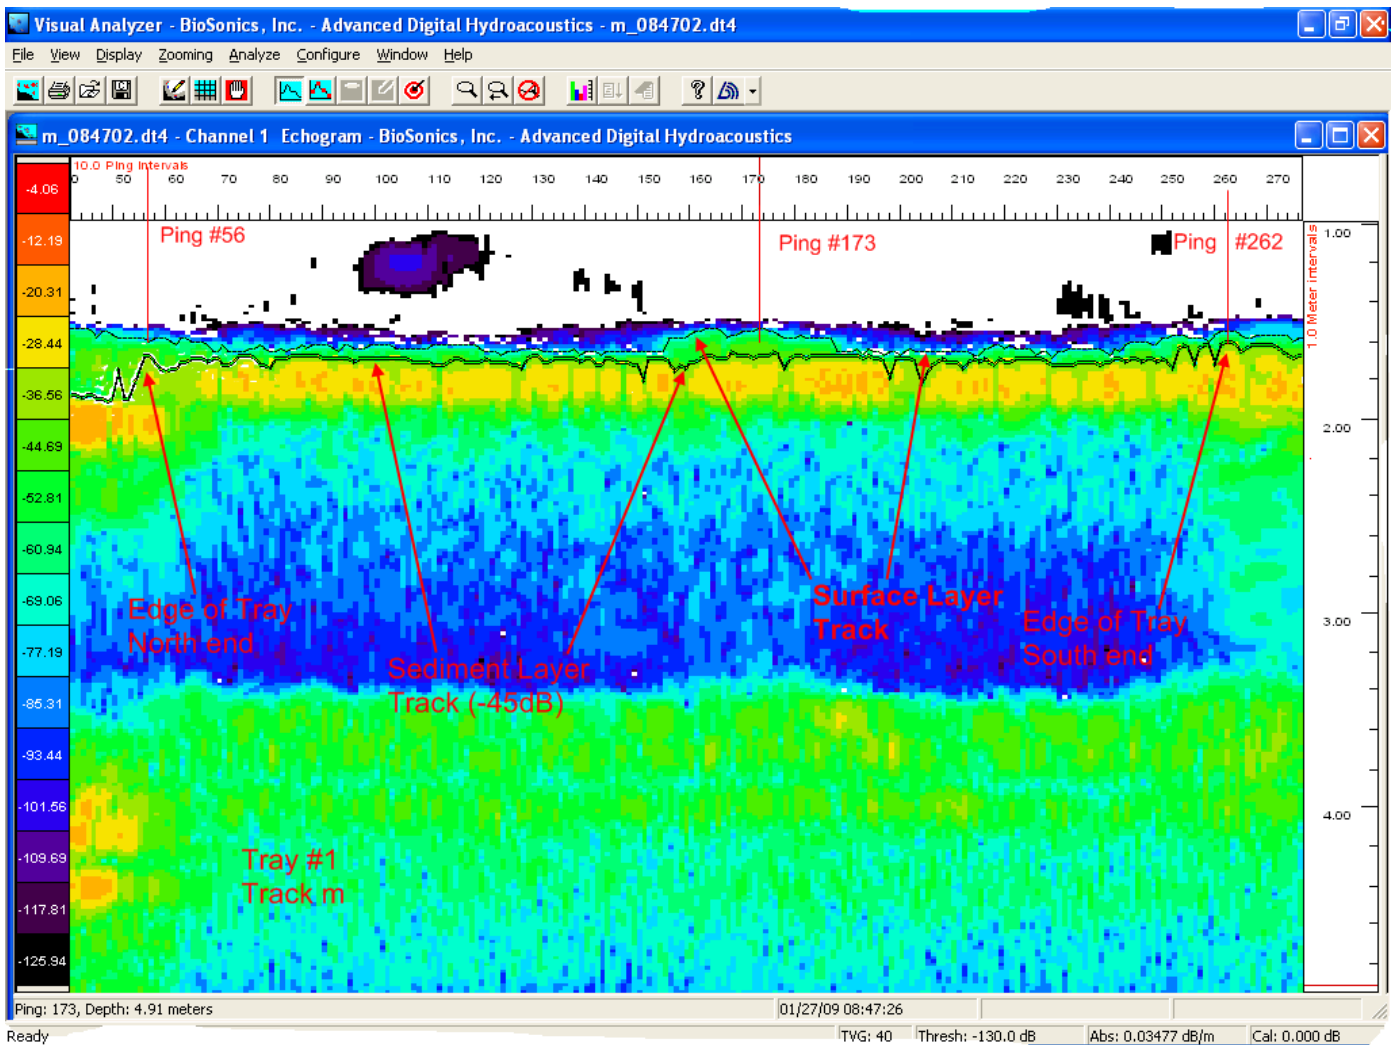 Visual Analyzer - BioSonics, Inc. - Advanced Digital Hydroacoustics - m_084702.dt4
File View Display Zooming Analyze Configure Window Help
m_084702.dt4 - Channel 1 Echogram - BioSonics, Inc. - Advanced Digital Hydroacoustics
10.0 Ping Intervals
0 50 60 70 80 90 100 110 120 130 140 150 160 170 180 190 200 210 220 230 240 250 260 270
-4.06
-12.19
-20.31
-28.44
-36.56
-44.69
-52.81
-60.94
-69.06
-77.19
-85.31
-93.44
-101.56
-109.69
-117.81
-125.94
Ping #56
Ping #173
Ping #262
1.0 Meter intervals
1.00
2.00
3.00
4.00
Edge of Tray
North end
Sediment Layer
Track (-45dB)
Surface Layer
Track
Edge of Tray
South end
Tray #1
Track m
Ping: 173, Depth: 4.91 meters
01/27/09 08:47:26
Ready
TVG: 40
Thresh: -130.0 dB
Abs: 0.03477 dB/m
Cal: 0.000 dB